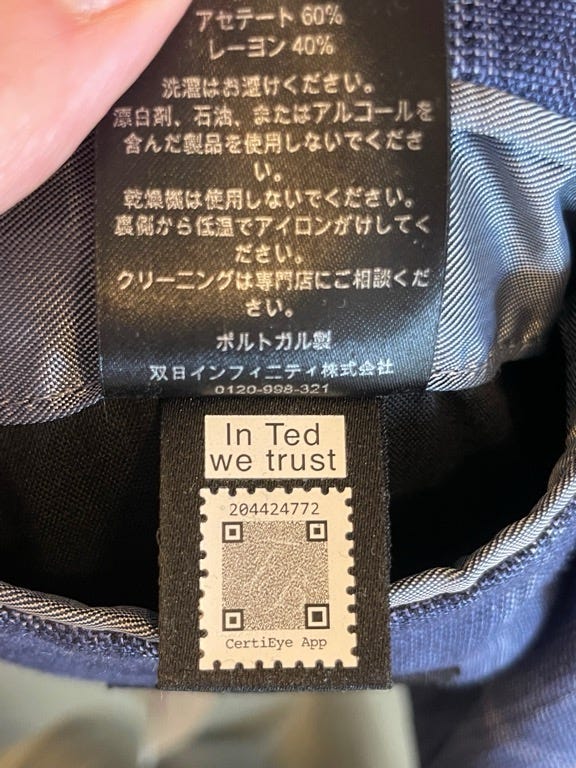 アセテート 60%
レーヨン 40%
洗濯はお避けください。
漂白剤、石油、またはアルコールを
含んだ製品を使用しないでくださ
い。
乾燥機は使用しないでください。
裏側から低温でアイロンがけしてく
ださい。
クリーニングは専門店にご相談くだ
さい。
ポルトガル製
双日インフィニティ株式会社
0120-998-321
In Ted
we trust
204424772
CertiEye App